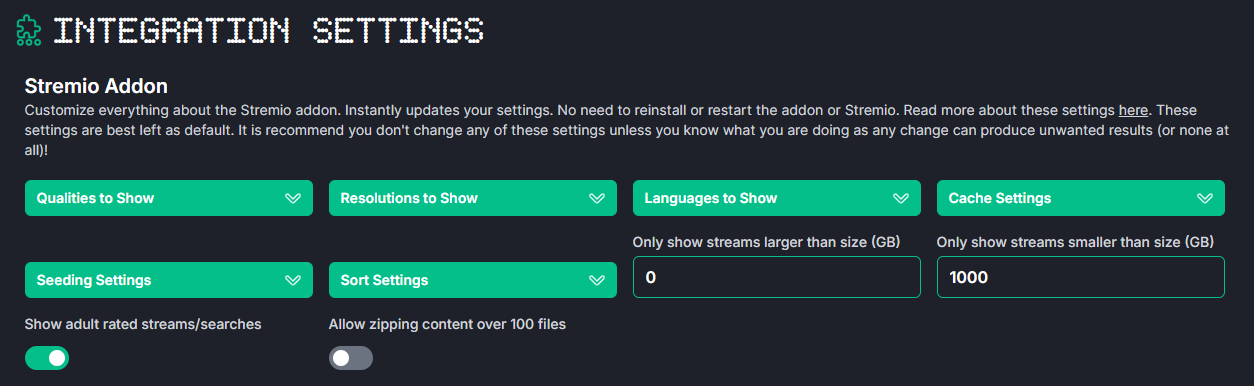 INTEGRATION SETTINGS
Stremio Addon
Customize everything about the Stremio addon. Instantly updates your settings. No need to reinstall or restart the addon or Stremio. Read more about these settings here. These
settings are best left as default. It is recommend you don't change any of these settings unless you know what you are doing as any change can produce unwanted results (or none at
all)!
Qualities to Show
Resolutions to Show
Languages to Show
Cache Settings
Only show streams larger than size (GB)
Only show streams smaller than size (GB)
Seeding Settings
Sort Settings
0
1000
Show adult rated streams/searches
Allow zipping content over 100 files